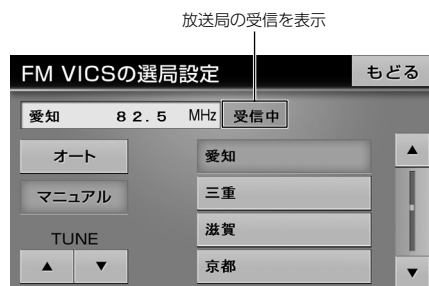 放送局の受信を表示
FM VICSの選局設定 もどる
愛知 82.5 MHz 受信中
オート 愛知 ▲
マニュアル 三重
TUNE 滋賀
▲ ▼ 京都 ▼